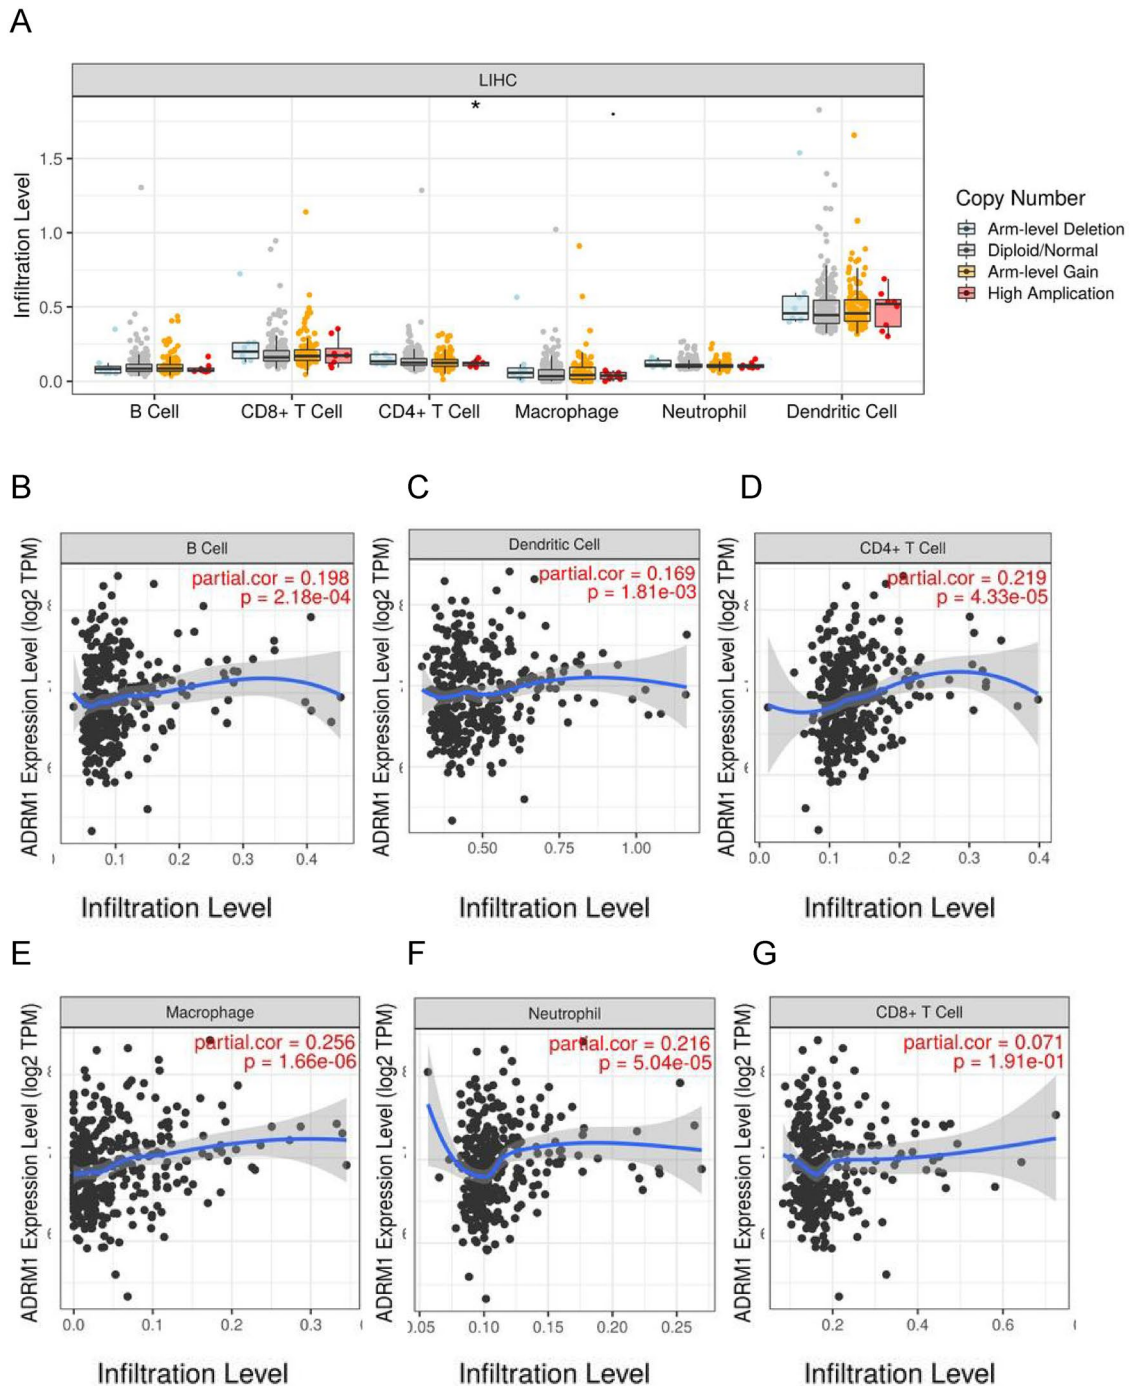 A
LIHC
*
Infiltration Level
1.5
1.0
0.5
0.0
B Cell
CD8+ T Cell
CD4+ T Cell
Macrophage
Neutrophil
Dendritic Cell
Copy Number
Arm-level Deletion
Diploid/Normal
Arm-level Gain
High Amplication
B
B Cell
partial.cor = 0.198
p = 2.18e-04
ADRM1 Expression Level (log2 TPM)
0.1
0.2
0.3
0.4
Infiltration Level
C
Dendritic Cell
partial.cor = 0.169
p = 1.81e-03
ADRM1 Expression Level (log2 TPM)
0.50
0.75
1.00
Infiltration Level
D
CD4+ T Cell
partial.cor = 0.219
p = 4.33e-05
ADRM1 Expression Level (log2 TPM)
0.0
0.1
0.2
0.3
0.4
Infiltration Level
E
Macrophage
partial.cor = 0.256
p = 1.66e-06
ADRM1 Expression Level (log2 TPM)
0.0
0.1
0.2
0.3
Infiltration Level
F
Neutrophil
partial.cor = 0.216
p = 5.04e-05
ADRM1 Expression Level (log2 TPM)
0.05
0.10
0.15
0.20
0.25
Infiltration Level
G
CD8+ T Cell
partial.cor = 0.071
p = 1.91e-01
ADRM1 Expression Level (log2 TPM)
0.2
0.4
0.6
Infiltration Level